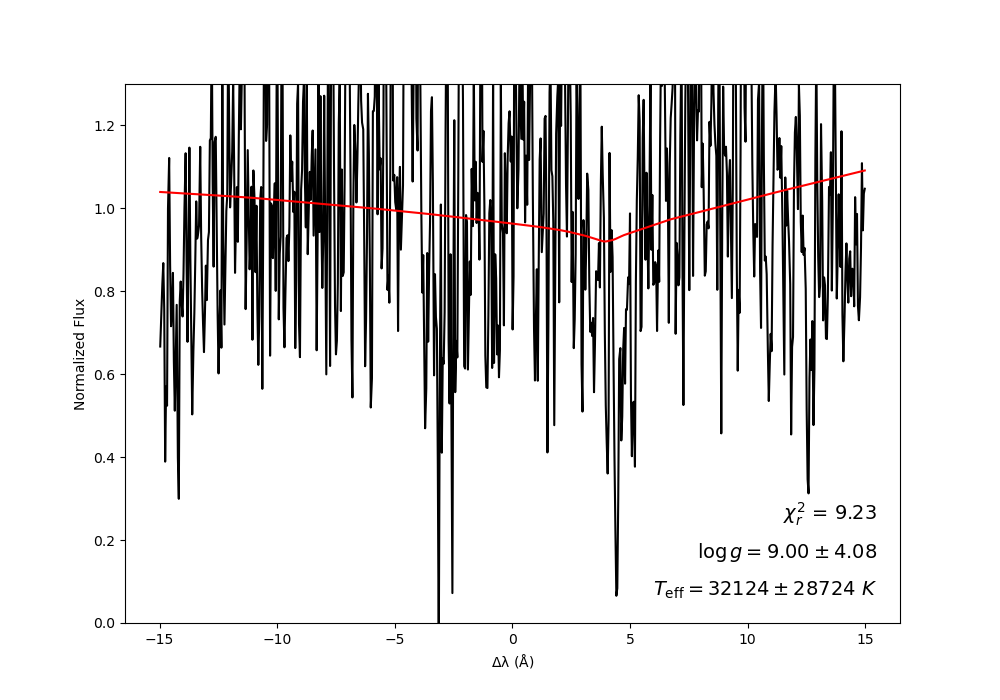 1.2
1.0
0.8
0.6
0.4
0.2
0.0
Normalized Flux
χ²ᵣ = 9.23
log g = 9.00 ± 4.08
T_eff = 32124 ± 28724 K
−15 −10 −5 0 5 10 15
Δλ (Å)